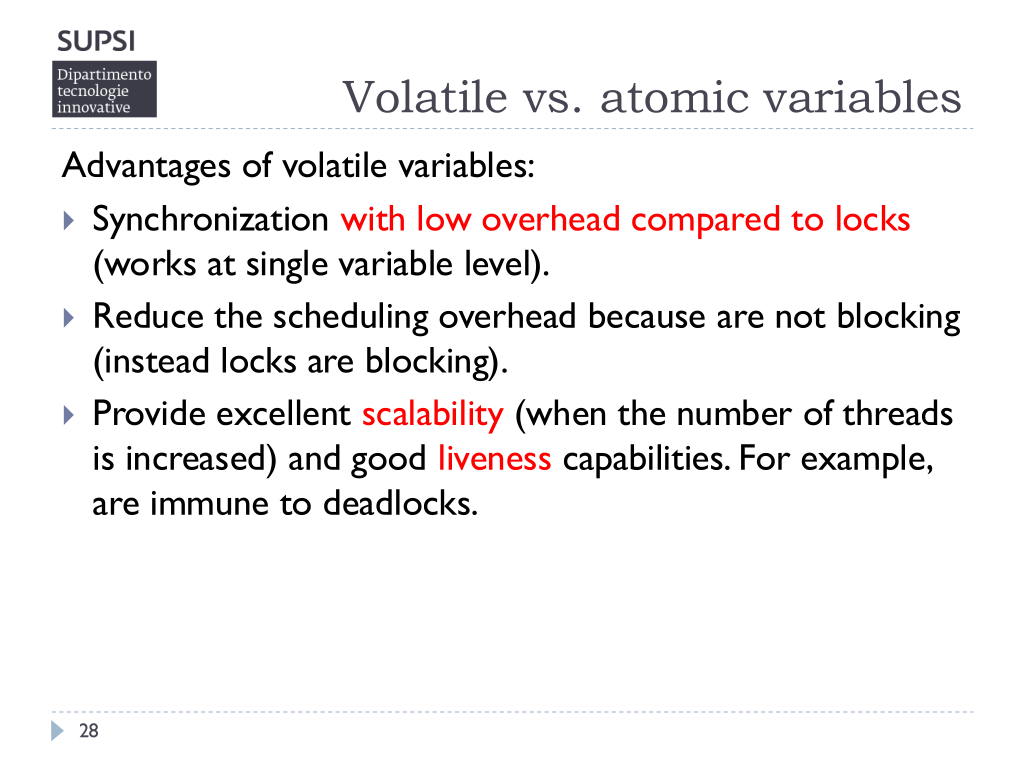 SUPSI
Dipartimento
tecnologie
innovative
Volatile vs. atomic variables
Advantages of volatile variables:
Synchronization with low overhead compared to locks
(works at single variable level).
Reduce the scheduling overhead because are not blocking
(instead locks are blocking).
Provide excellent scalability (when the number of threads
is increased) and good liveness capabilities. For example,
are immune to deadlocks.
28